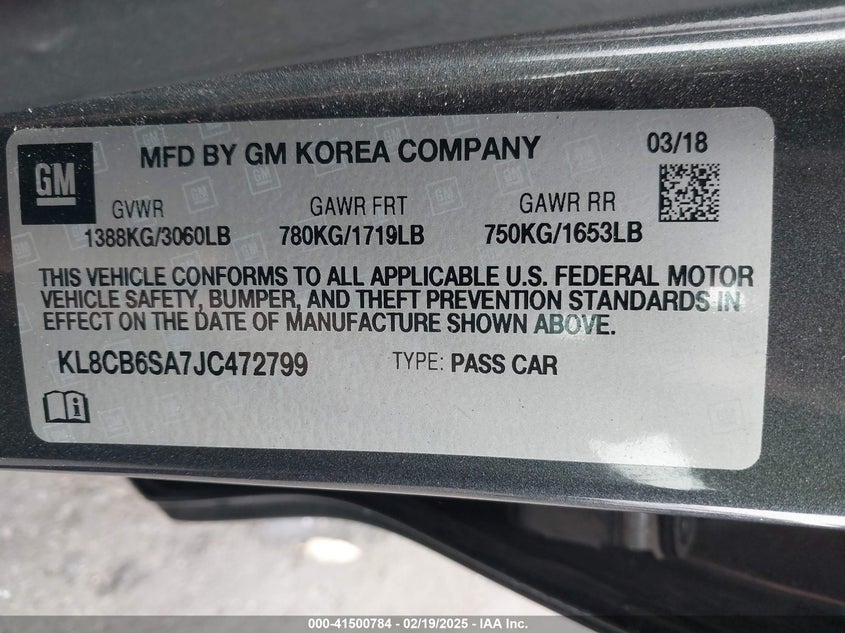 GM
MFD BY GM KOREA COMPANY 03/18
GVWR GAWR FRT GAWR RR
1388KG/3060LB 780KG/1719LB 750KG/1653LB
THIS VEHICLE CONFORMS TO ALL APPLICABLE U.S. FEDERAL MOTOR
VEHICLE SAFETY, BUMPER, AND THEFT PREVENTION STANDARDS IN
EFFECT ON THE DATE OF MANUFACTURE SHOWN ABOVE.
KL8CB6SA7JC472799 TYPE: PASS CAR
000-41500784 - 02/19/2025 - IAA Inc.